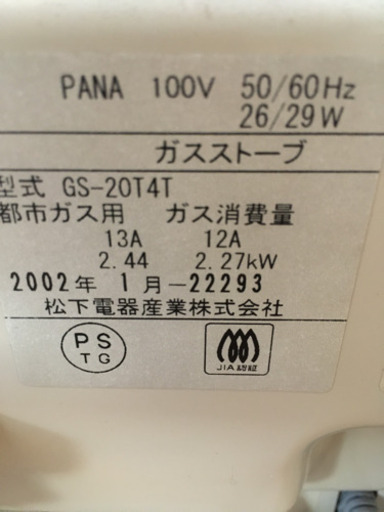 PANA 100V 50/60Hz
26/29W
ガスストーブ
型式 GS-20T4T
都市ガス用 ガス消費量
13A 12A
2.44 2.27kW
2002年 1月-22293
松下電器産業株式会社
PS
TG
JIA認証